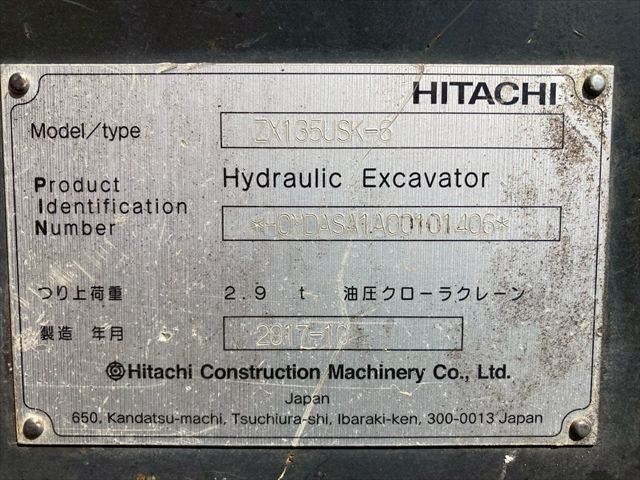 HITACHI
Model/type ZX135USK-6
Product Identification Number
Hydraulic Excavator
*HCMDASA1A00101406*
つり上荷重 2.9 t 油圧クローラクレーン
製造 年月 2017-10
Hitachi Construction Machinery Co., Ltd.
Japan
650, Kandatsu-machi, Tsuchiura-shi, Ibaraki-ken, 300-0013 Japan